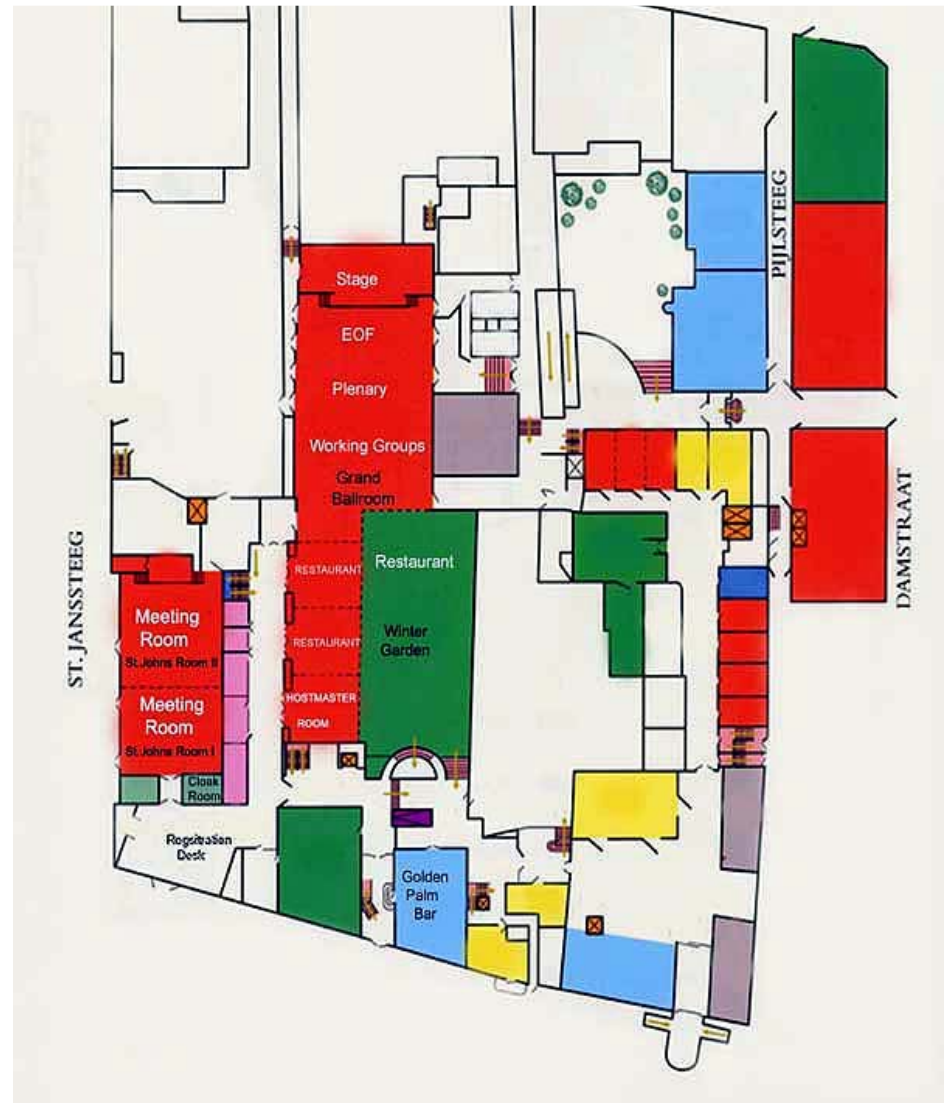 PIJLSTEEG
Stage
EOF
Plenary
Working Groups
Grand
Ballroom
DAMSTRAAT
ST. JANSSTEEG
Restaurant
RESTAURANT
Winter
Garden
RESTAURANT
HOSTMASTER
ROOM
Meeting
Room
St.Johns Room II
Meeting
Room
St.Johns Room I
Cloak
Room
Rogsitration
Desk
Golden
Palm
Bar